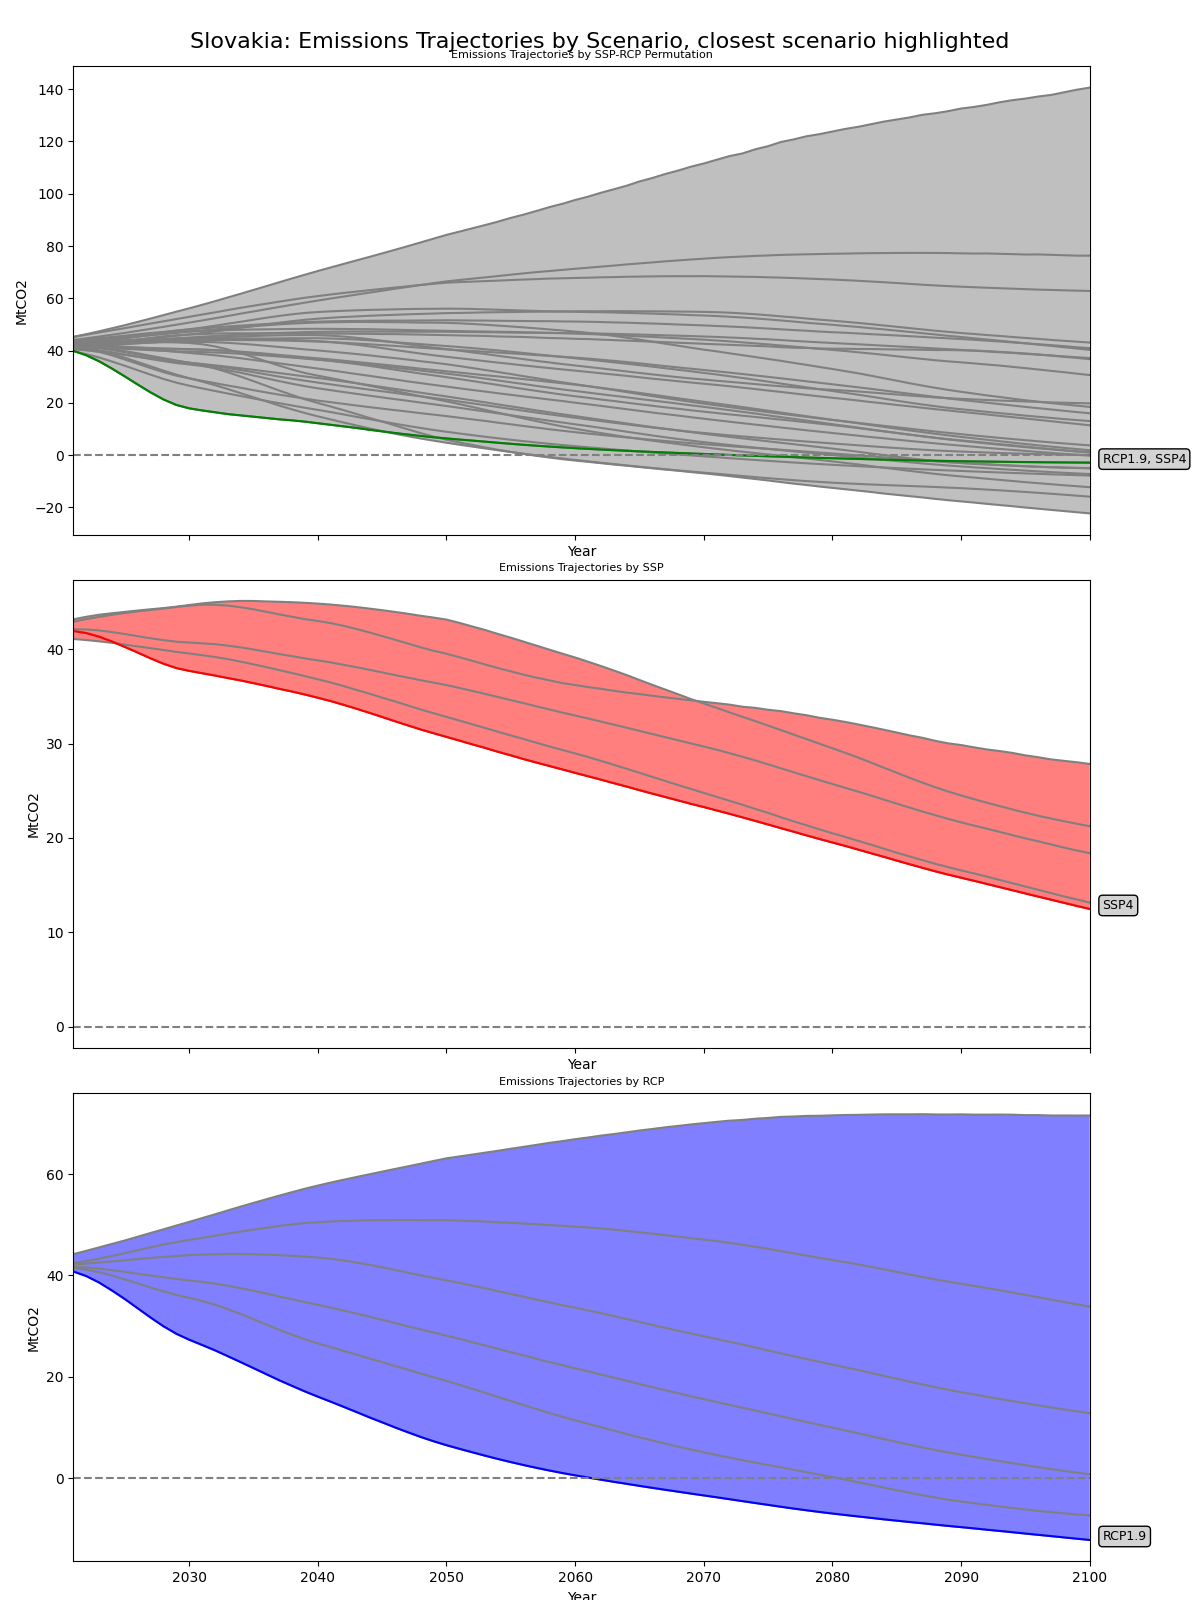 Slovakia: Emissions Trajectories by Scenario, closest scenario highlighted
Emissions Trajectories by SSP-RCP Permutation
140
120
100
80
60
40
20
0
−20
MtCO2
RCP1.9, SSP4
Year
Emissions Trajectories by SSP
40
30
20
10
0
MtCO2
SSP4
Year
Emissions Trajectories by RCP
60
40
20
0
MtCO2
RCP1.9
2030 2040 2050 2060 2070 2080 2090 2100
Year